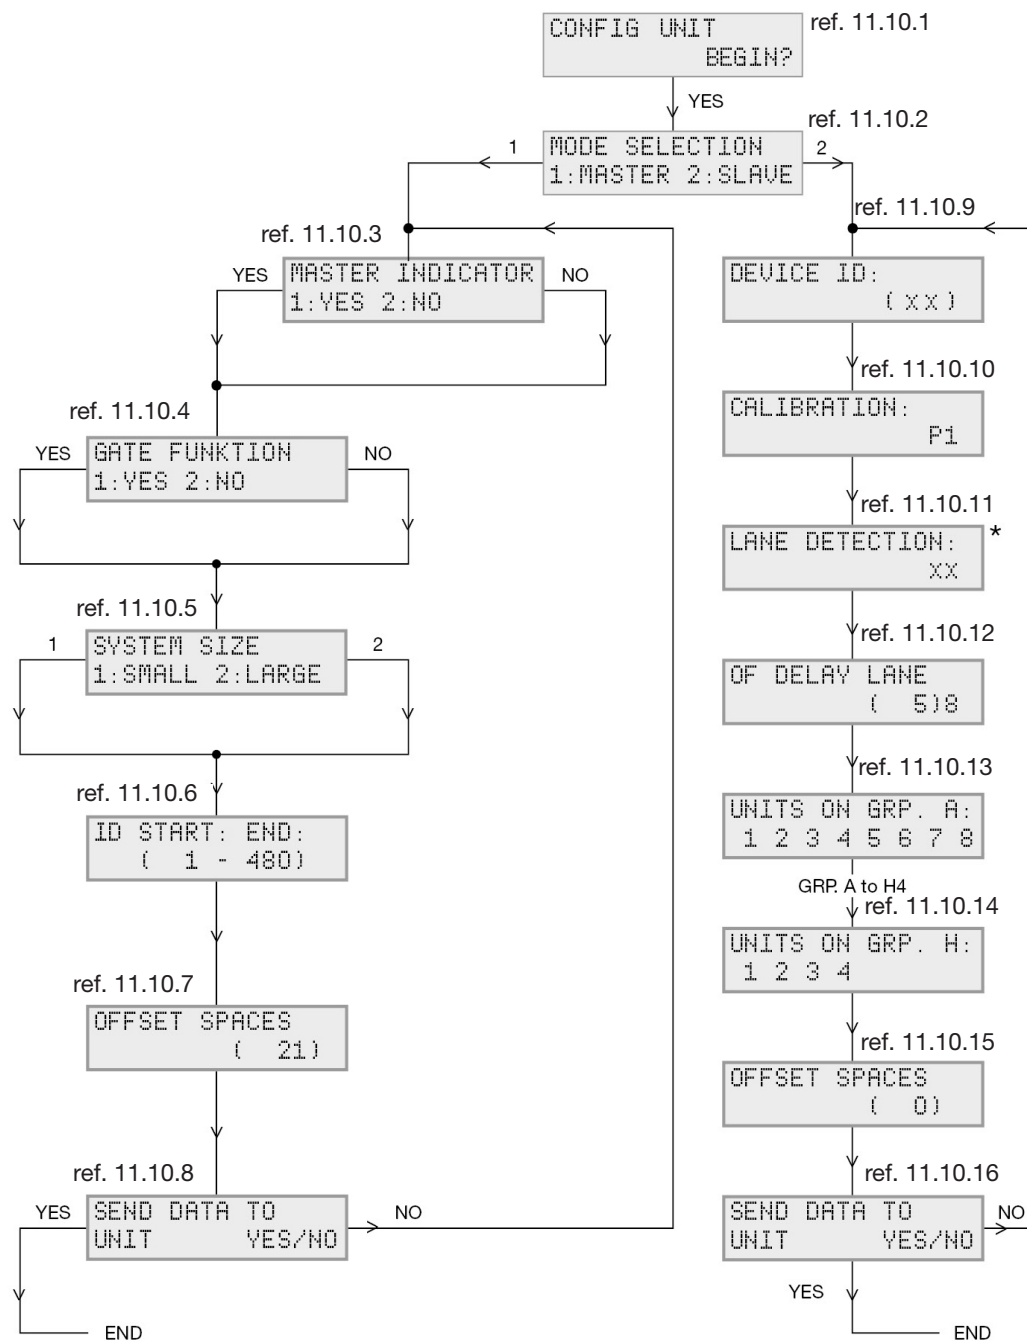 CONFIG UNIT
BEGIN?
ref. 11.10.1
YES
ref. 11.10.2
1
MODE SELECTION
1:MASTER 2:SLAVE
2
ref. 11.10.3
YES
MASTER INDICATOR
1:YES 2:NO
NO
ref. 11.10.4
YES
GATE FUNKTION
1:YES 2:NO
NO
ref. 11.10.5
1
SYSTEM SIZE
1:SMALL 2:LARGE
2
ref. 11.10.6
ID START: END:
( 1 - 480)
ref. 11.10.7
OFFSET SPACES
( 21)
ref. 11.10.8
YES
SEND DATA TO
UNIT YES/NO
NO
END
ref. 11.10.9
DEVICE ID:
(XX)
ref. 11.10.10
CALIBRATION:
P1
ref. 11.10.11
LANE DETECTION:
XX
*
ref. 11.10.12
OF DELAY LANE
( 5)8
ref. 11.10.13
UNITS ON GRP. A:
1 2 3 4 5 6 7 8
GRP. A to H4
ref. 11.10.14
UNITS ON GRP. H:
1 2 3 4
ref. 11.10.15
OFFSET SPACES
( 0)
ref. 11.10.16
SEND DATA TO
UNIT YES/NO
NO
YES
END